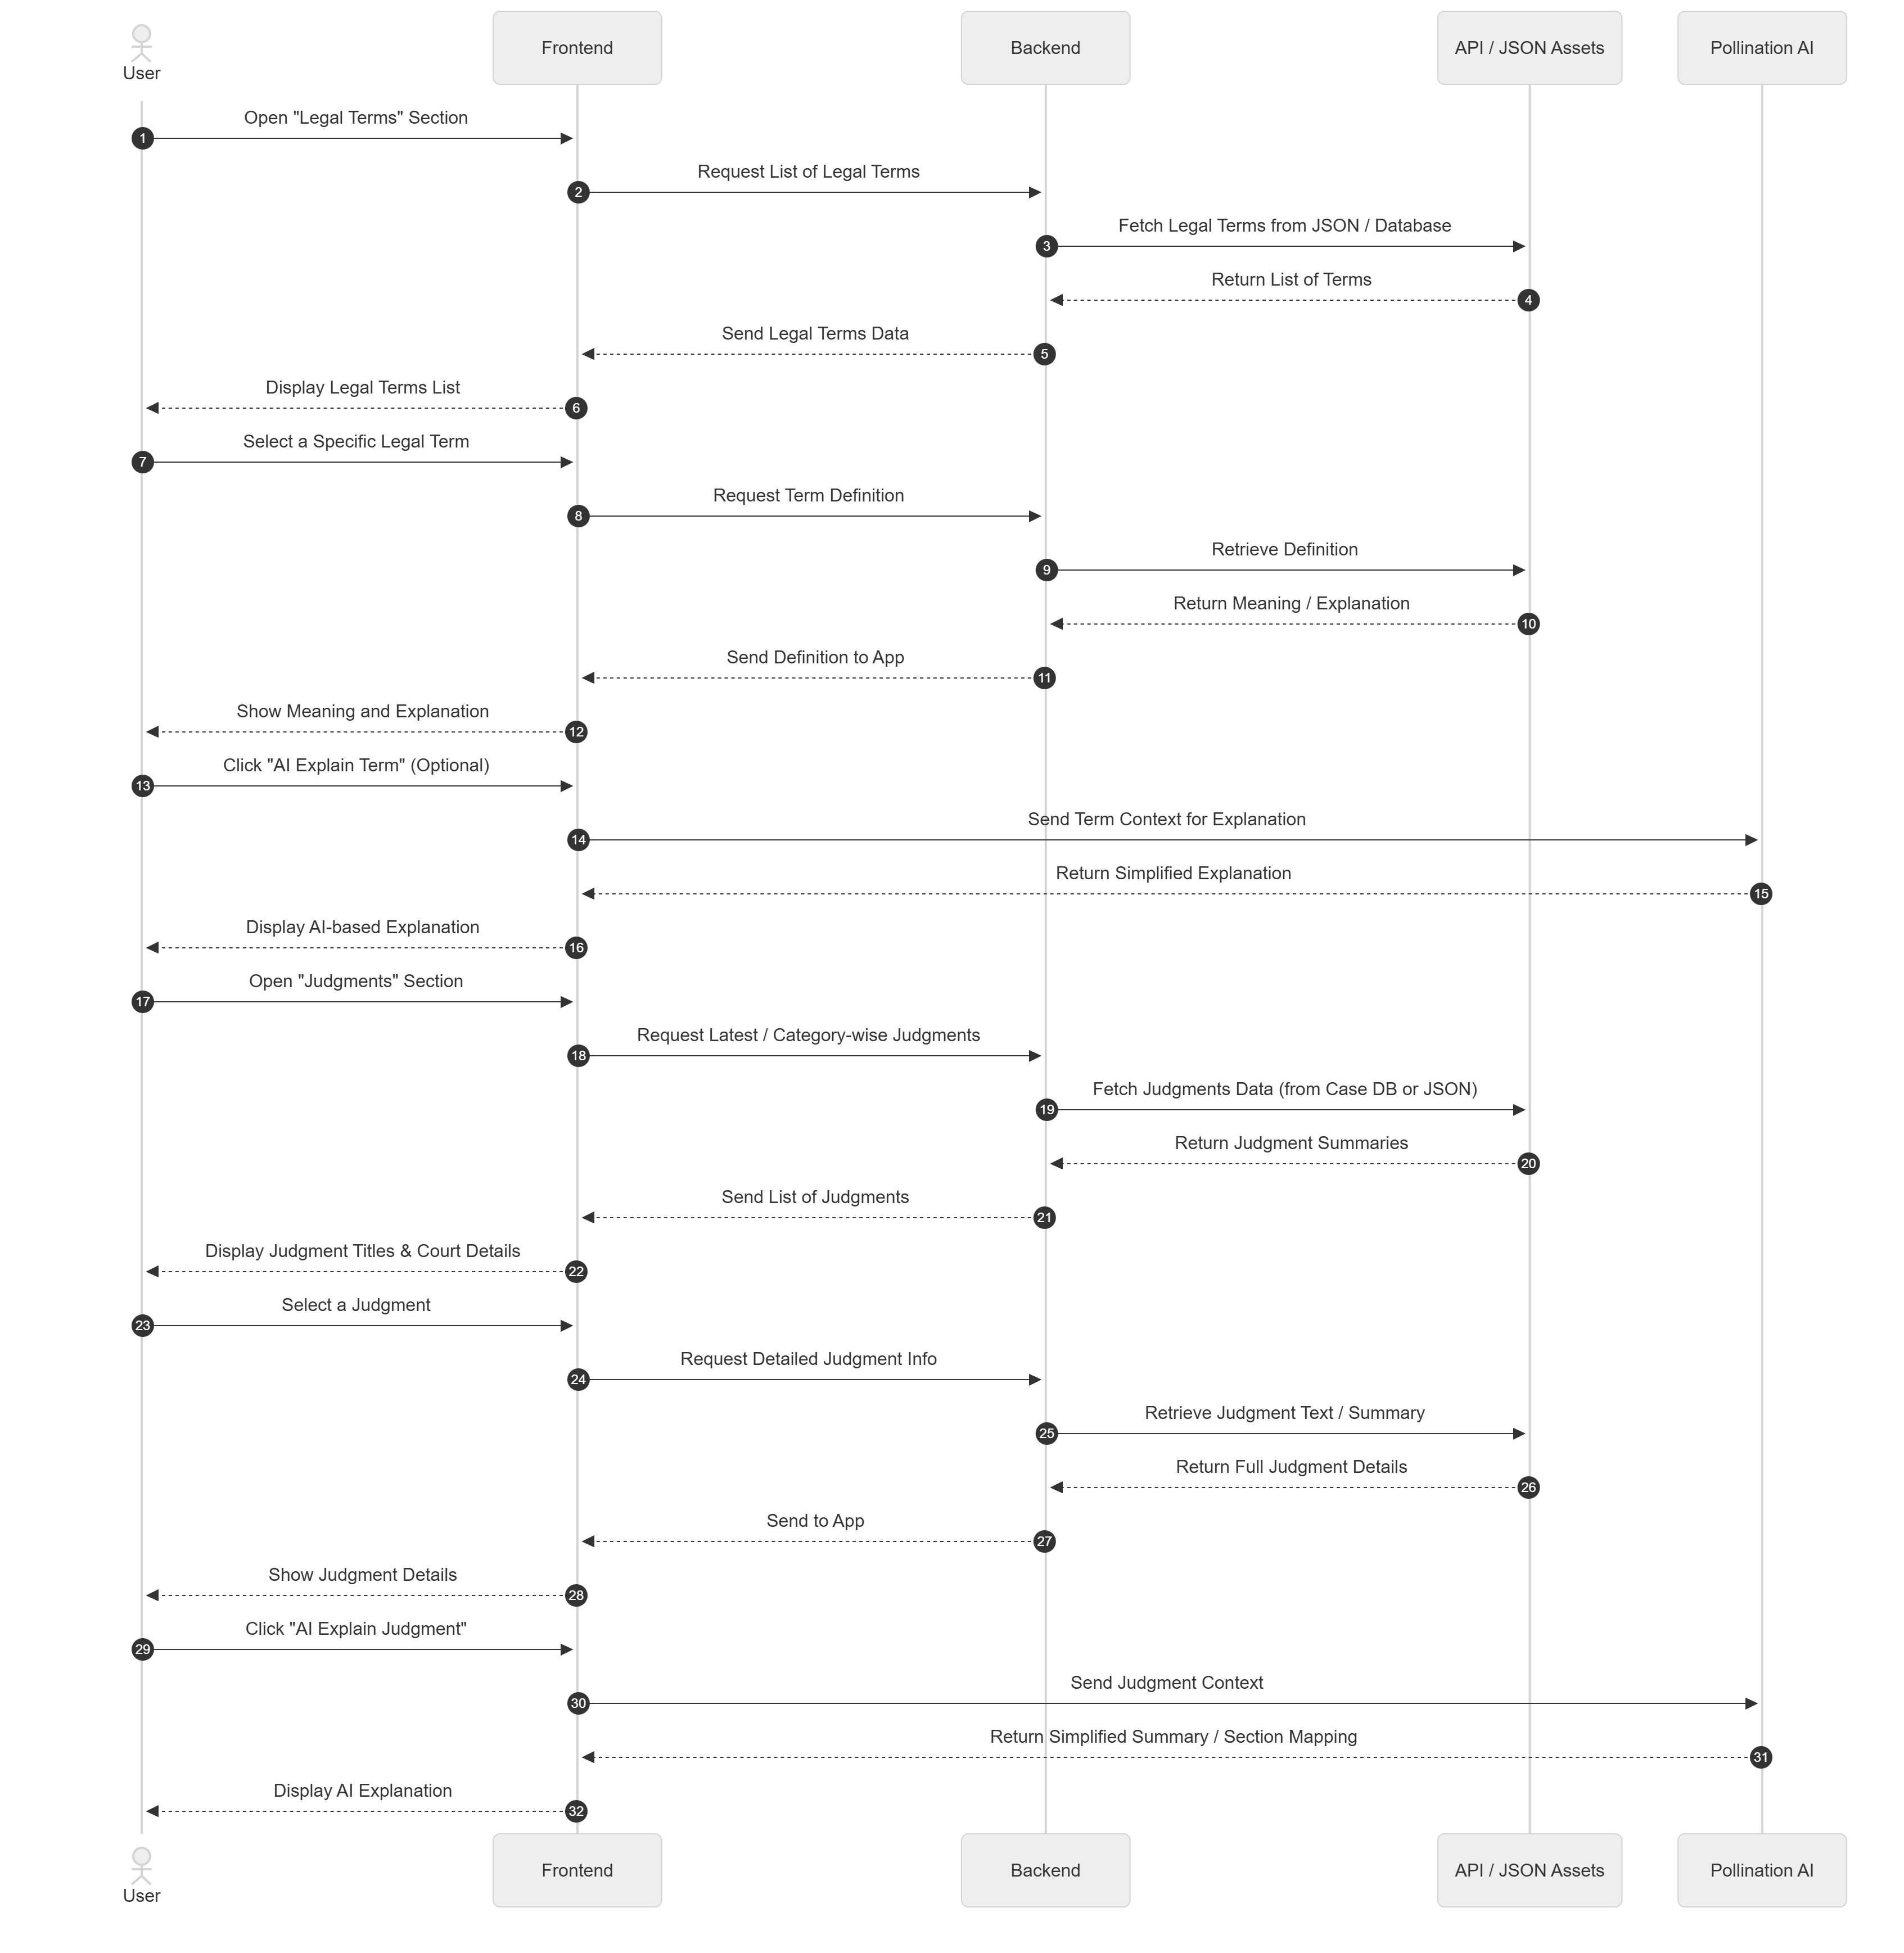 User
Frontend
Backend
API / JSON Assets
Pollination AI
Open "Legal Terms" Section
1
Request List of Legal Terms
2
Fetch Legal Terms from JSON / Database
3
Return List of Terms
4
Send Legal Terms Data
5
Display Legal Terms List
6
Select a Specific Legal Term
7
Request Term Definition
8
Retrieve Definition
9
Return Meaning / Explanation
10
Send Definition to App
11
Show Meaning and Explanation
12
Click "AI Explain Term" (Optional)
13
Send Term Context for Explanation
14
Return Simplified Explanation
15
Display AI-based Explanation
16
Open "Judgments" Section
17
Request Latest / Category-wise Judgments
18
Fetch Judgments Data (from Case DB or JSON)
19
Return Judgment Summaries
20
Send List of Judgments
21
Display Judgment Titles & Court Details
22
Select a Judgment
23
Request Detailed Judgment Info
24
Retrieve Judgment Text / Summary
25
Return Full Judgment Details
26
Send to App
27
Show Judgment Details
28
Click "AI Explain Judgment"
29
Send Judgment Context
30
Return Simplified Summary / Section Mapping
31
Display AI Explanation
32
User
Frontend
Backend
API / JSON Assets
Pollination AI